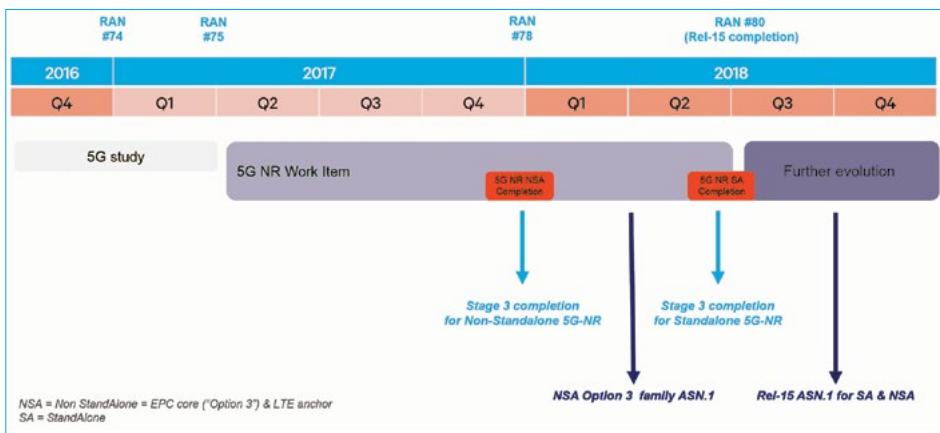 RAN
#74
RAN
#75
RAN
#78
RAN #80
(Rel-15 completion)
2016 2017 2018
Q4 Q1 Q2 Q3 Q4 Q1 Q2 Q3 Q4
5G study
5G NR Work Item
5G NR NSA
Completion
5G NR SA
Completion
Further evolution
Stage 3 completion
for Non-Standalone 5G-NR
Stage 3 completion
for Standalone 5G-NR
NSA Option 3 family ASN.1
Rel-15 ASN.1 for SA & NSA
NSA = Non StandAlone = EPC core ("Option 3") & LTE anchor
SA = StandAlone